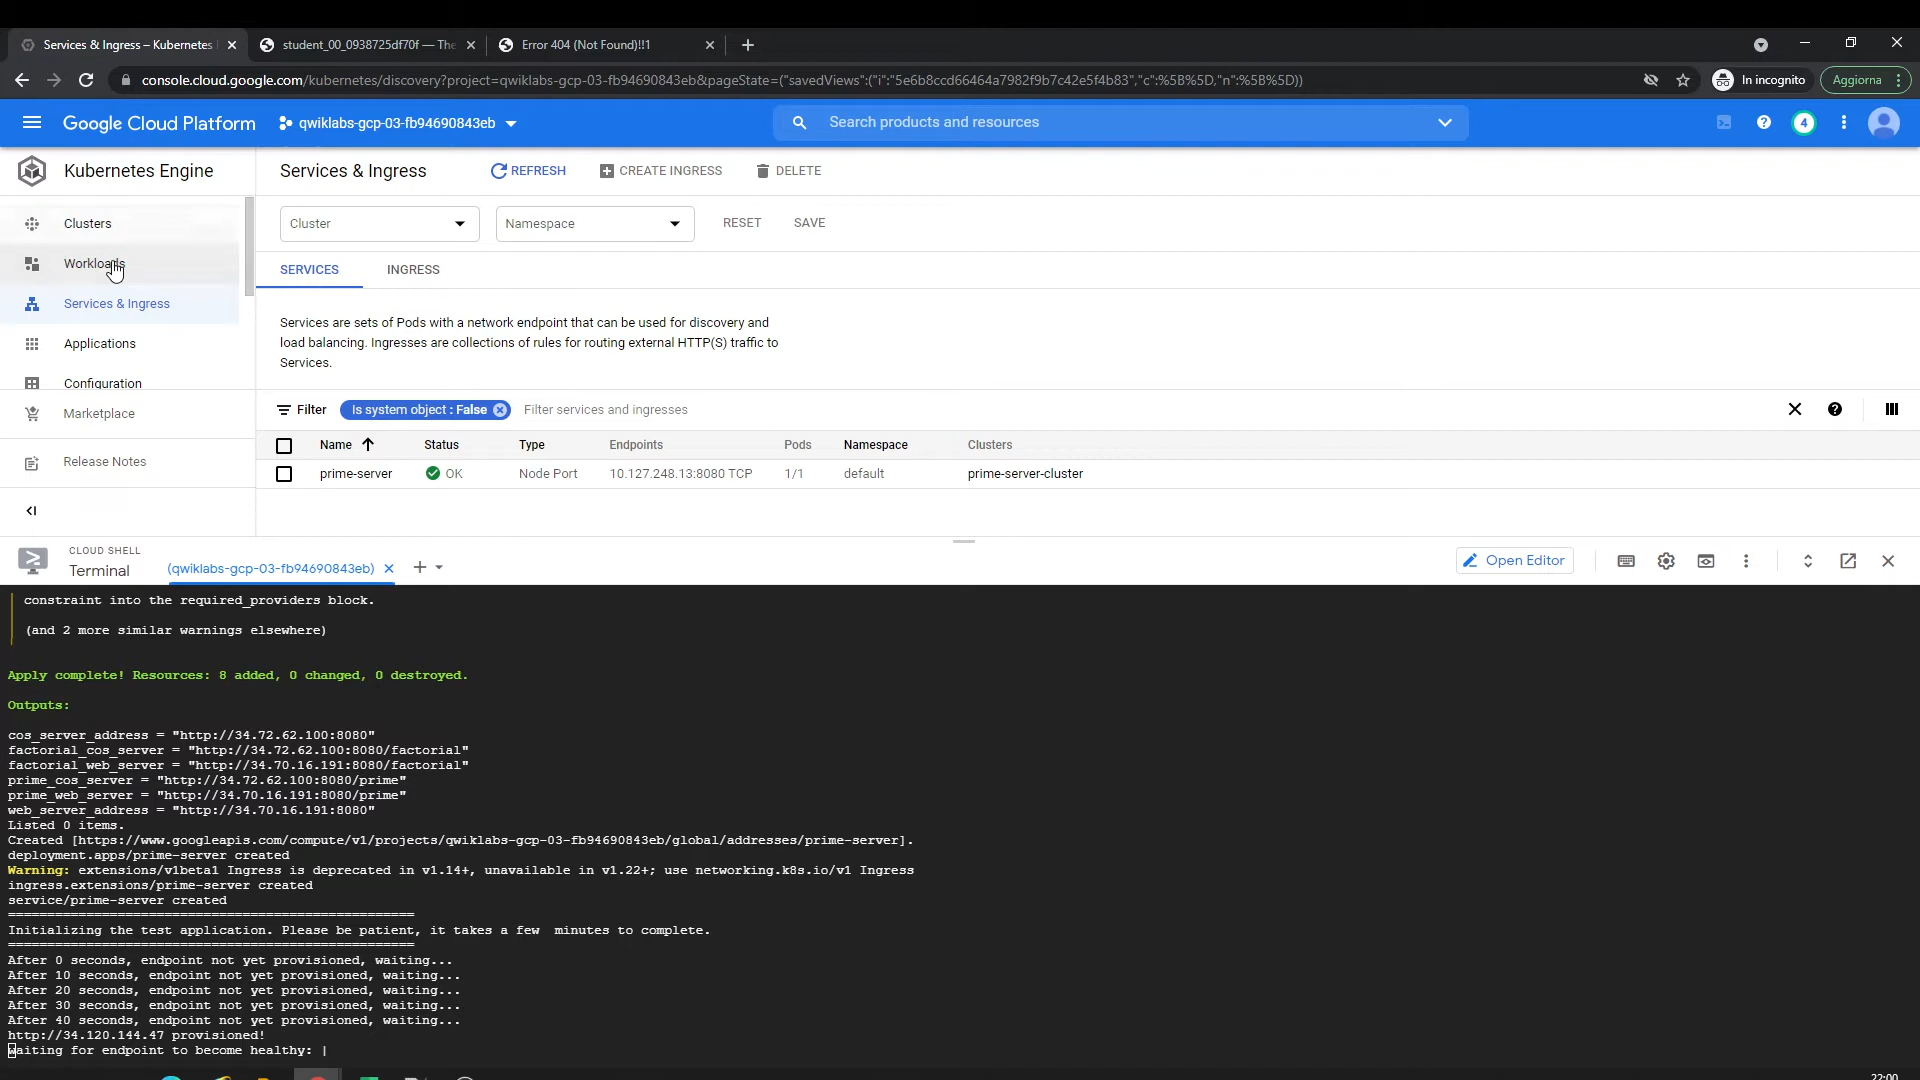 Services & Ingress – Kubernetes
student_00_0938725df70f — The
Error 404 (Not Found)!!1
console.cloud.google.com/kubernetes/discovery?project=qwiklabs-gcp-03-fb94690843eb&pageState=("savedViews":("i":"5e6b8ccd66464a7982f9b7c42e5f4b83","c":%5B%5D,"n":%5B%5D))
In incognito
Aggiorna
Google Cloud Platform
qwiklabs-gcp-03-fb94690843eb
Search products and resources
4
Kubernetes Engine
Services & Ingress
REFRESH
CREATE INGRESS
DELETE
Clusters
Workloads
Services & Ingress
Applications
Configuration
Marketplace
Release Notes
Cluster
Namespace
RESET
SAVE
SERVICES
INGRESS
Services are sets of Pods with a network endpoint that can be used for discovery and
load balancing. Ingresses are collections of rules for routing external HTTP(S) traffic to
Services.
Filter
Is system object : False
Filter services and ingresses
Name Status Type Endpoints Pods Namespace Clusters
prime-server OK Node Port 10.127.248.13:8080 TCP 1/1 default prime-server-cluster
CLOUD SHELL
Terminal
(qwiklabs-gcp-03-fb94690843eb)
Open Editor
constraint into the required_providers block.
(and 2 more similar warnings elsewhere)
Apply complete! Resources: 8 added, 0 changed, 0 destroyed.
Outputs:
cos_server_address = "http://34.72.62.100:8080"
factorial_cos_server = "http://34.72.62.100:8080/factorial"
factorial_web_server = "http://34.70.16.191:8080/factorial"
prime_cos_server = "http://34.72.62.100:8080/prime"
prime_web_server = "http://34.70.16.191:8080/prime"
web_server_address = "http://34.70.16.191:8080"
Listed 0 items.
Created [https://www.googleapis.com/compute/v1/projects/qwiklabs-gcp-03-fb94690843eb/global/addresses/prime-server].
deployment.apps/prime-server created
Warning: extensions/v1beta1 Ingress is deprecated in v1.14+, unavailable in v1.22+; use networking.k8s.io/v1 Ingress
ingress.extensions/prime-server created
service/prime-server created
====================================================
Initializing the test application. Please be patient, it takes a few  minutes to complete.
====================================================
After 0 seconds, endpoint not yet provisioned, waiting...
After 10 seconds, endpoint not yet provisioned, waiting...
After 20 seconds, endpoint not yet provisioned, waiting...
After 30 seconds, endpoint not yet provisioned, waiting...
After 40 seconds, endpoint not yet provisioned, waiting...
http://34.120.144.47 provisioned!
Waiting for endpoint to become healthy: |
22:00